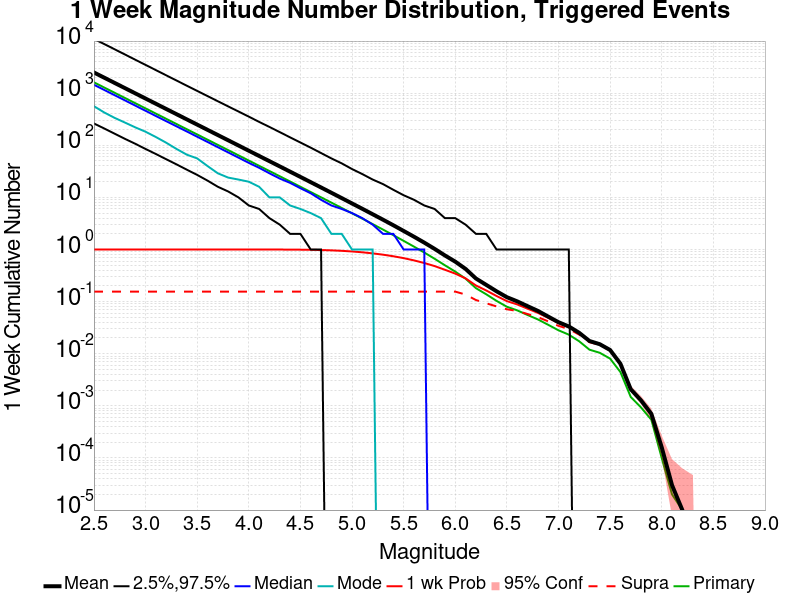 1 Week Magnitude Number Distribution, Triggered Events
1 Week Cumulative Number
10^4
10^3
10^2
10^1
10^0
10^-1
10^-2
10^-3
10^-4
10^-5
2.5 3.0 3.5 4.0 4.5 5.0 5.5 6.0 6.5 7.0 7.5 8.0 8.5 9.0
Magnitude
Mean 2.5%,97.5% Median Mode 1 wk Prob 95% Conf Supra Primary